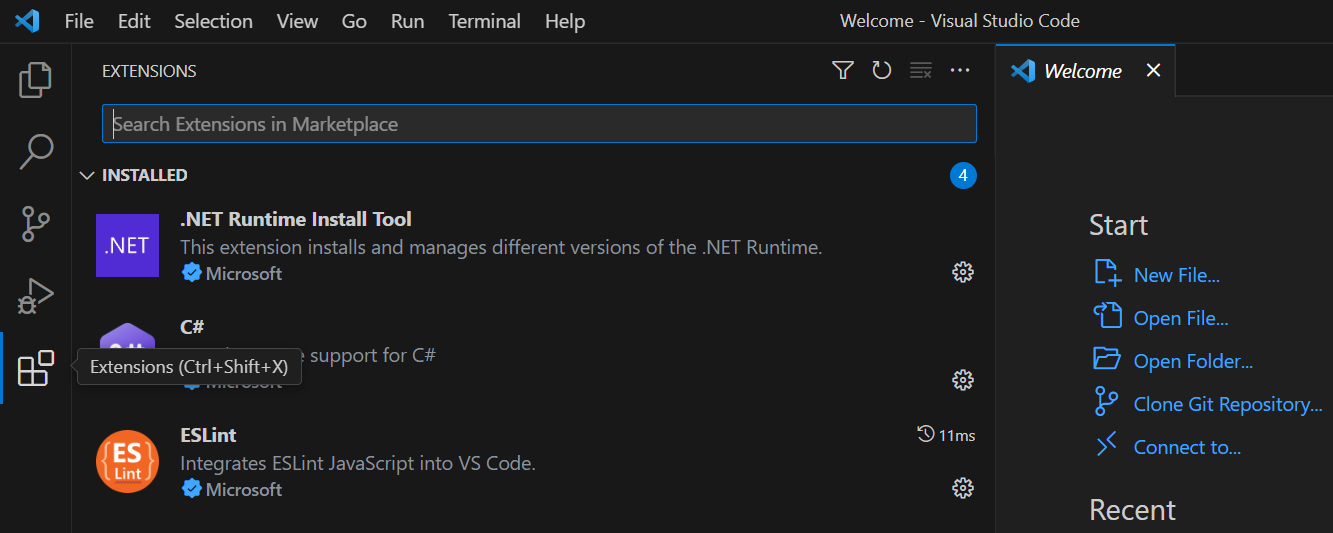 File Edit Selection View Go Run Terminal Help
Welcome - Visual Studio Code
EXTENSIONS
Search Extensions in Marketplace
INSTALLED 4
.NET
.NET Runtime Install Tool
This extension installs and manages different versions of the .NET Runtime.
Microsoft
C#
support for C#
Extensions (Ctrl+Shift+X)
Microsoft
ES
Lint
ESLint 11ms
Integrates ESLint JavaScript into VS Code.
Microsoft
Welcome
Start
New File...
Open File...
Open Folder...
Clone Git Repository...
Connect to...
Recent